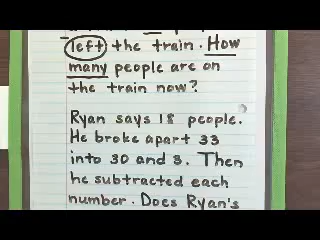 left the train. How
many people are on
the train now?
Ryan says 18 people.
He broke apart 33
into 30 and 3. Then
he subtracted each
number. Does Ryan's